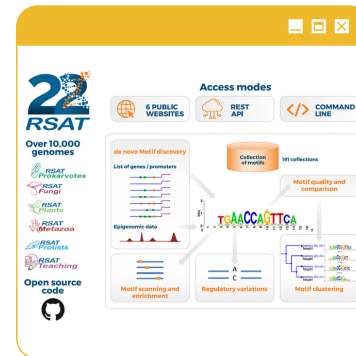 22
RSAT
Over 10,000
genomes
RSAT
Prokaryotes
RSAT
Fungi
RSAT
Plants
RSAT
Metazoa
RSAT
Protists
RSAT
Teaching
Open source
code
Access modes
6 PUBLIC
WEBSITES
REST
API
COMMAND
LINE
de novo Motif discovery
List of genes / promoters
Epigenomic data
Collection
of motifs
191 collections
Motif quality and
comparison
TGAACCAGTTCA
Motif scanning and
enrichment
A
C
Regulatory variations
Motif clustering